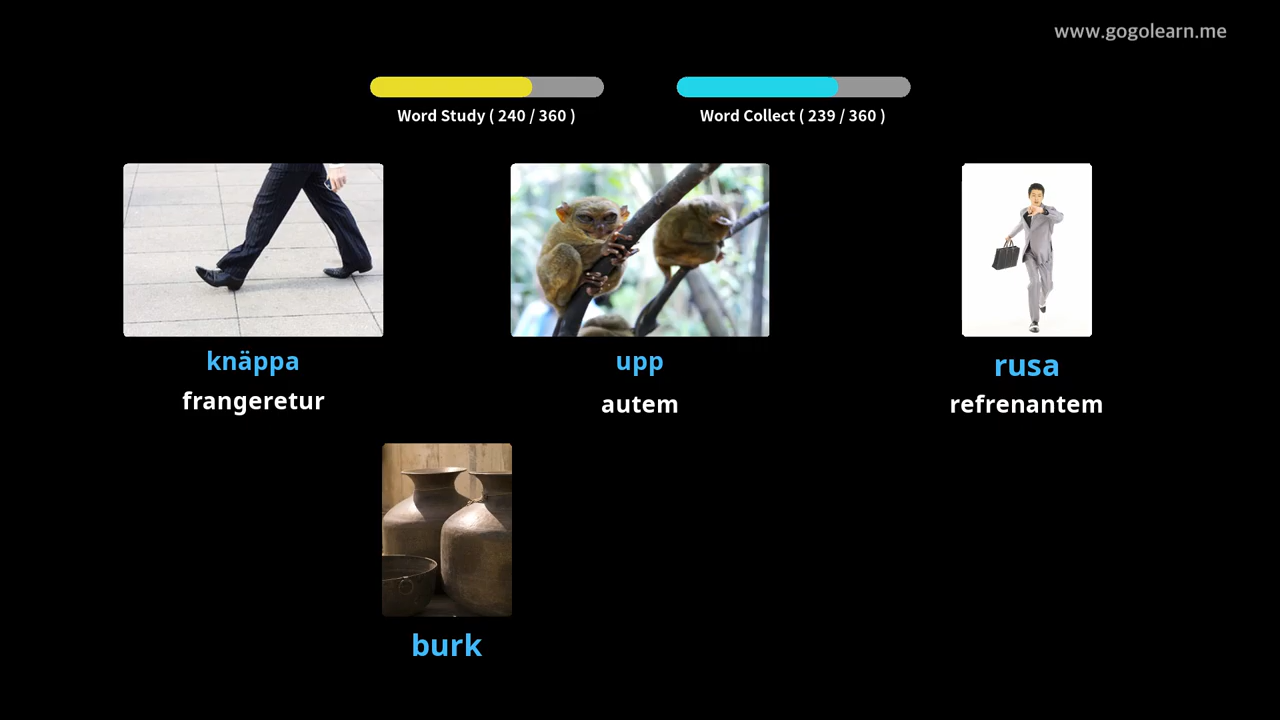 www.gogolearn.me
Word Study ( 240 / 360 )
Word Collect ( 239 / 360 )
knäppa
frangeretur
upp
autem
rusa
refrenantem
burk